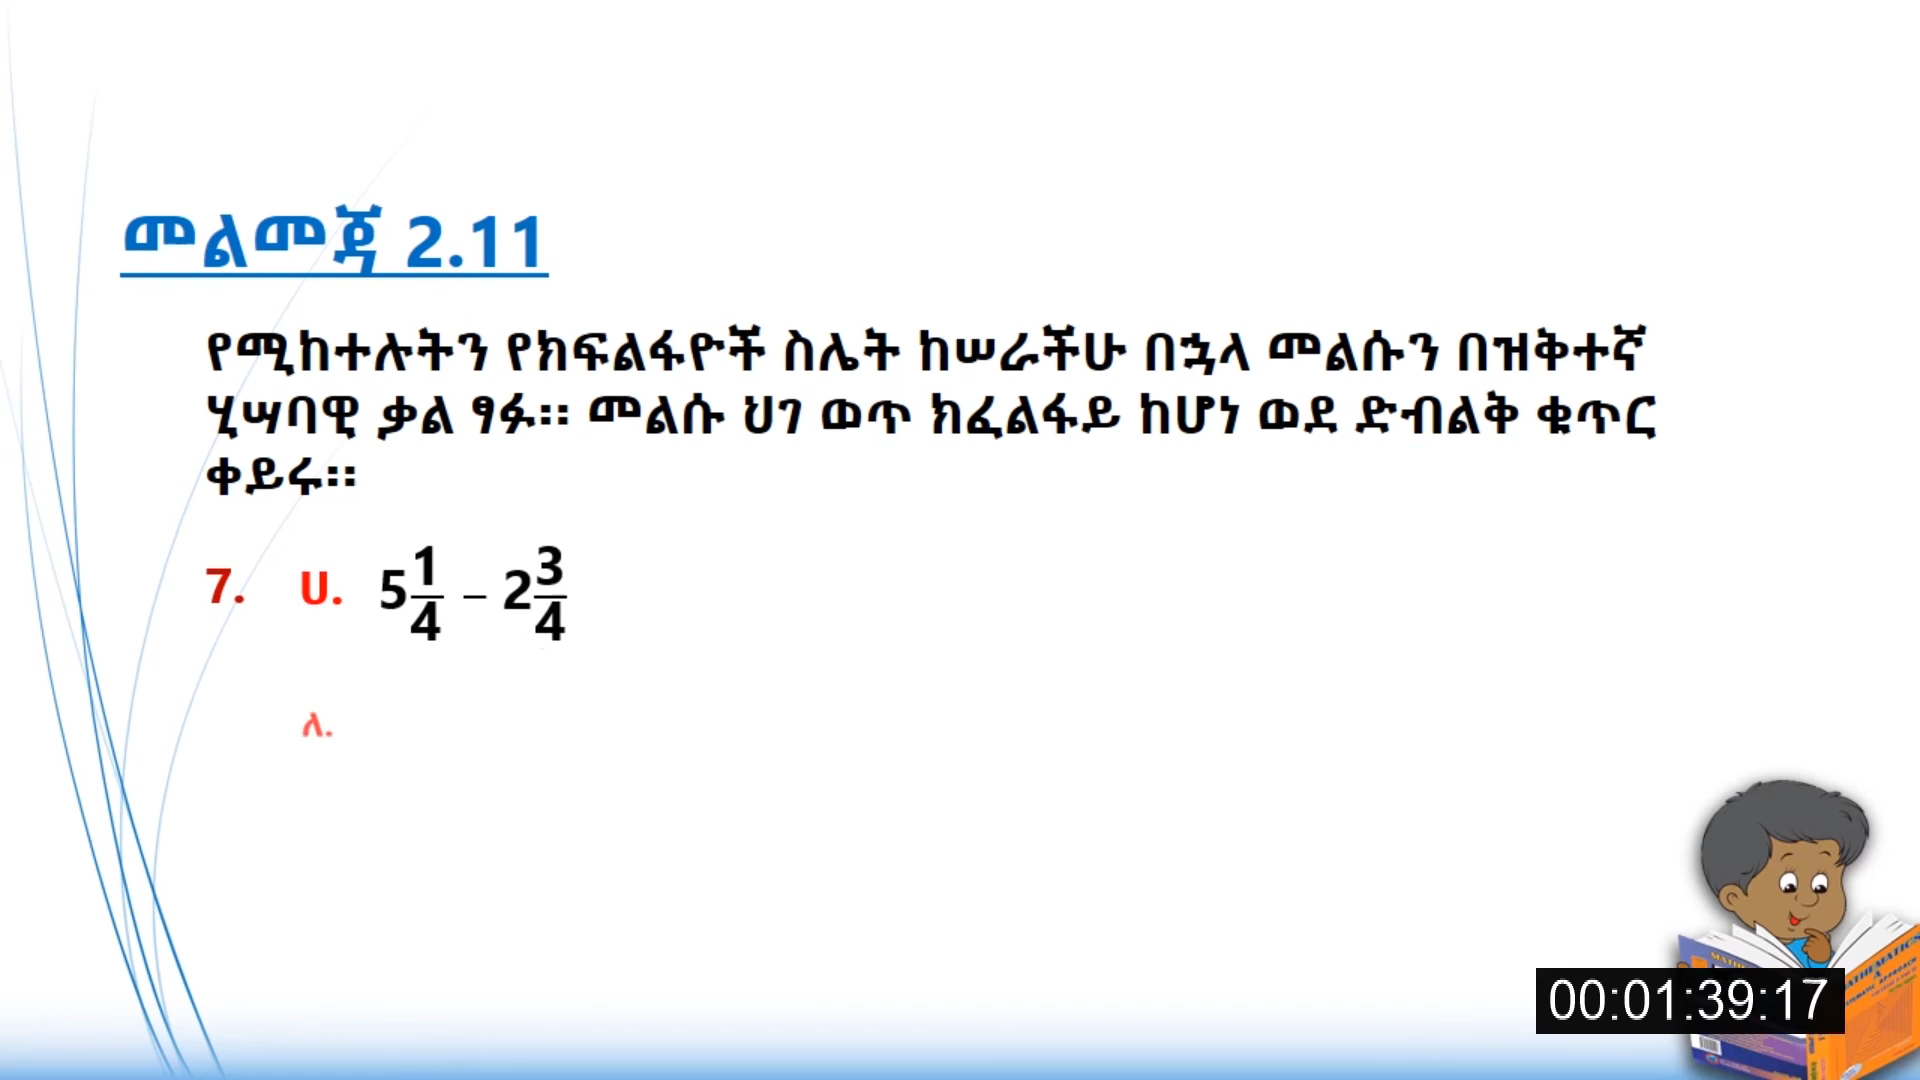 መልመጃ 2.11
የሚከተሉትን የክፍልፋዮች ስሌት ከሠራችሁ በኋላ መልሱን በዝቅተኛ
ሂሣባዊ ቃል ፃፉ፡፡ መልሱ ህገ ወጥ ክፈልፋይ ከሆነ ወደ ድብልቅ ቁጥር
ቀይሩ፡፡
7. ሀ. 5 1/4 – 2 3/4
ለ.
MATHEMATICS
00:01:39:17